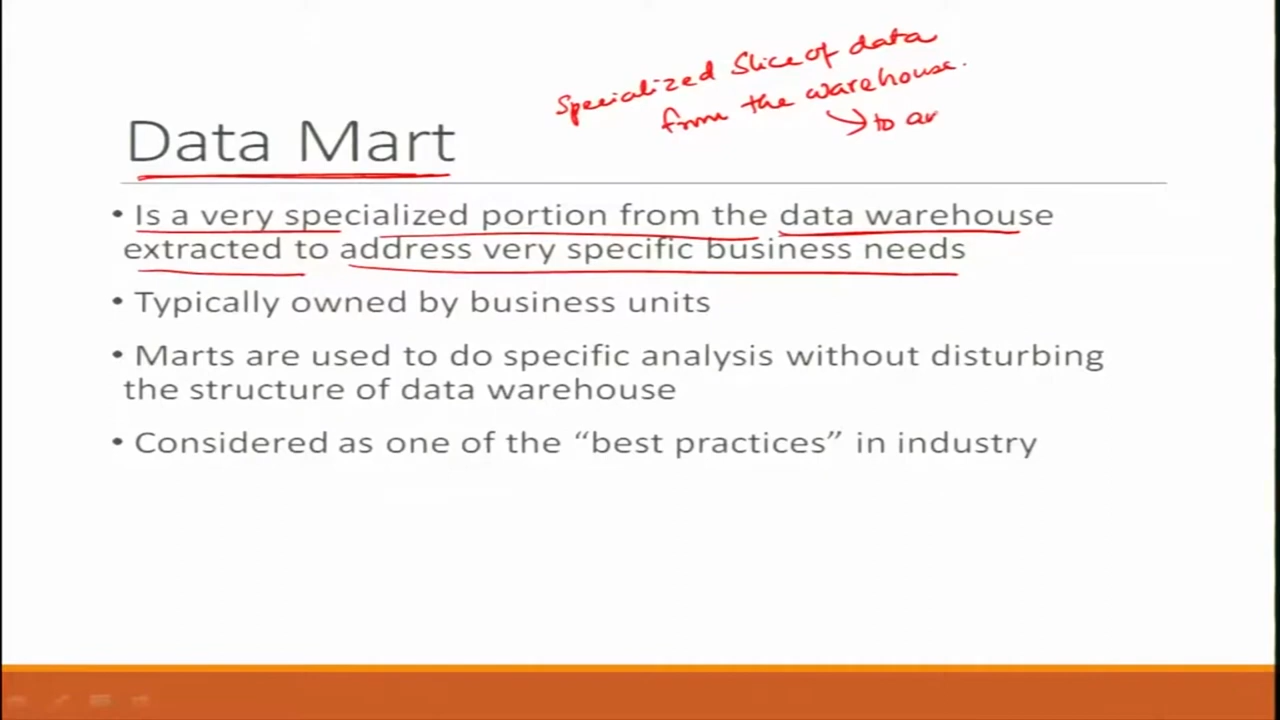 Specialized Slice of data
from the warehouse.
→ to ar
Data Mart
• Is a very specialized portion from the data warehouse
extracted to address very specific business needs
• Typically owned by business units
• Marts are used to do specific analysis without disturbing
the structure of data warehouse
• Considered as one of the “best practices” in industry